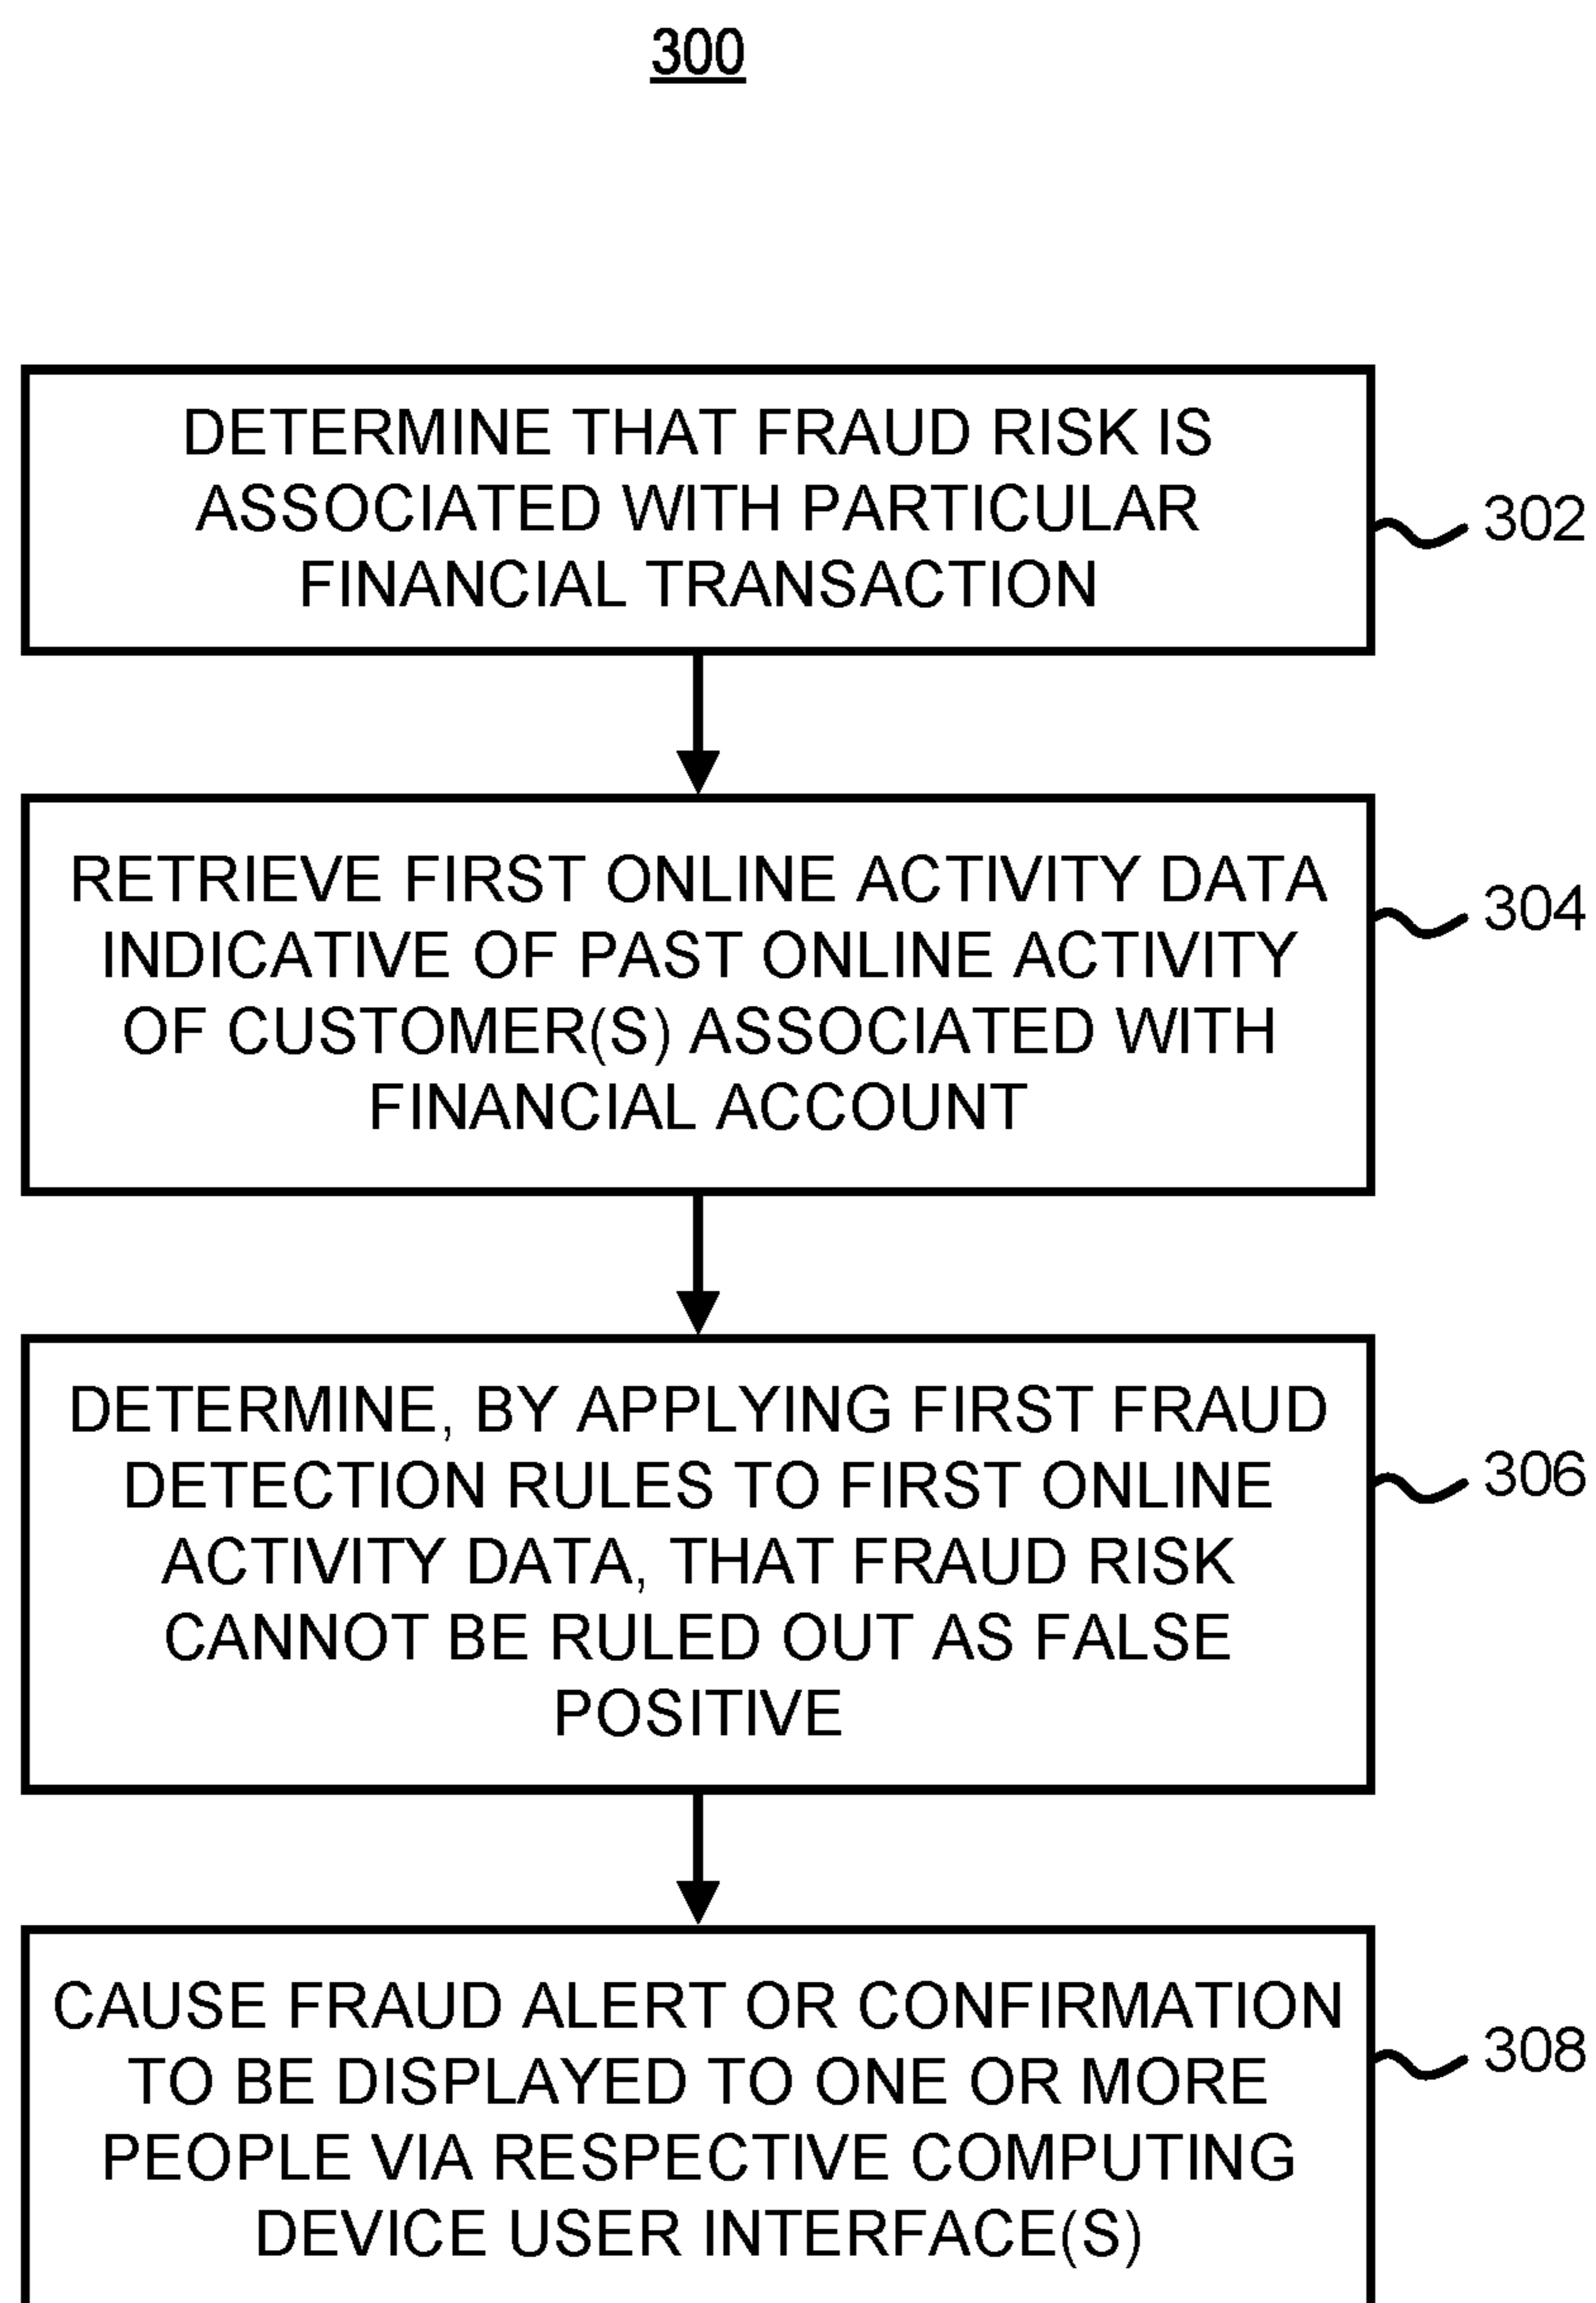 300
DETERMINE THAT FRAUD RISK IS
ASSOCIATED WITH PARTICULAR
FINANCIAL TRANSACTION
302
RETRIEVE FIRST ONLINE ACTIVITY DATA
INDICATIVE OF PAST ONLINE ACTIVITY
OF CUSTOMER(S) ASSOCIATED WITH
FINANCIAL ACCOUNT
304
DETERMINE, BY APPLYING FIRST FRAUD
DETECTION RULES TO FIRST ONLINE
ACTIVITY DATA, THAT FRAUD RISK
CANNOT BE RULED OUT AS FALSE
POSITIVE
306
CAUSE FRAUD ALERT OR CONFIRMATION
TO BE DISPLAYED TO ONE OR MORE
PEOPLE VIA RESPECTIVE COMPUTING
DEVICE USER INTERFACE(S)
308